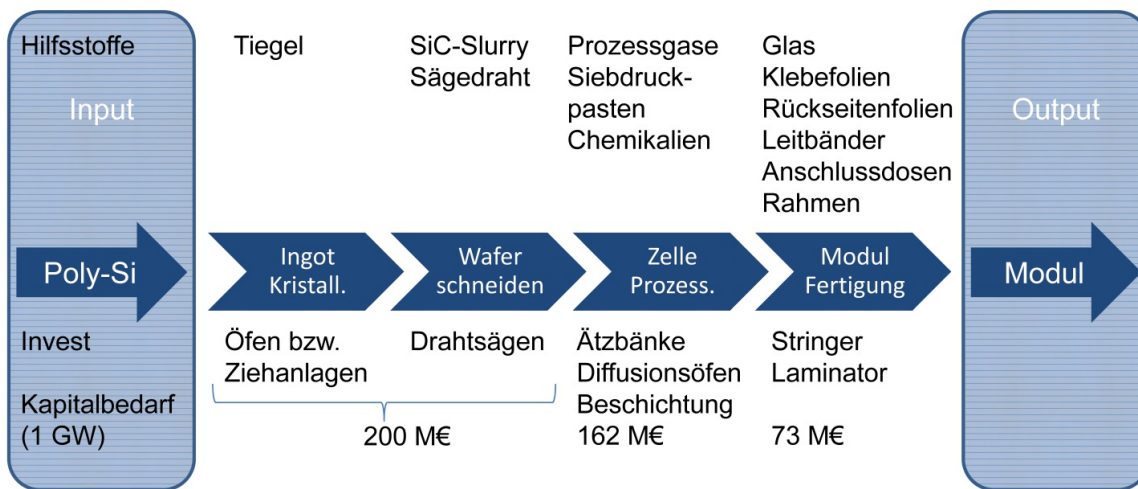 Hilfsstoffe
Input
Tiegel
SiC-Slurry
Sägedraht
Prozessgase
Siebdruck-
pasten
Chemikalien
Glas
Klebefolien
Rückseitenfolien
Leitbänder
Anschlussdosen
Rahmen
Output
Poly-Si
Ingot
Kristall.
Wafer
schneiden
Zelle
Prozess.
Modul
Fertigung
Modul
Invest
Öfen bzw.
Ziehanlagen
Drahtsägen
Ätzbänke
Diffusionsöfen
Beschichtung
Stringer
Laminator
Kapitalbedarf
(1 GW)
200 M€
162 M€
73 M€